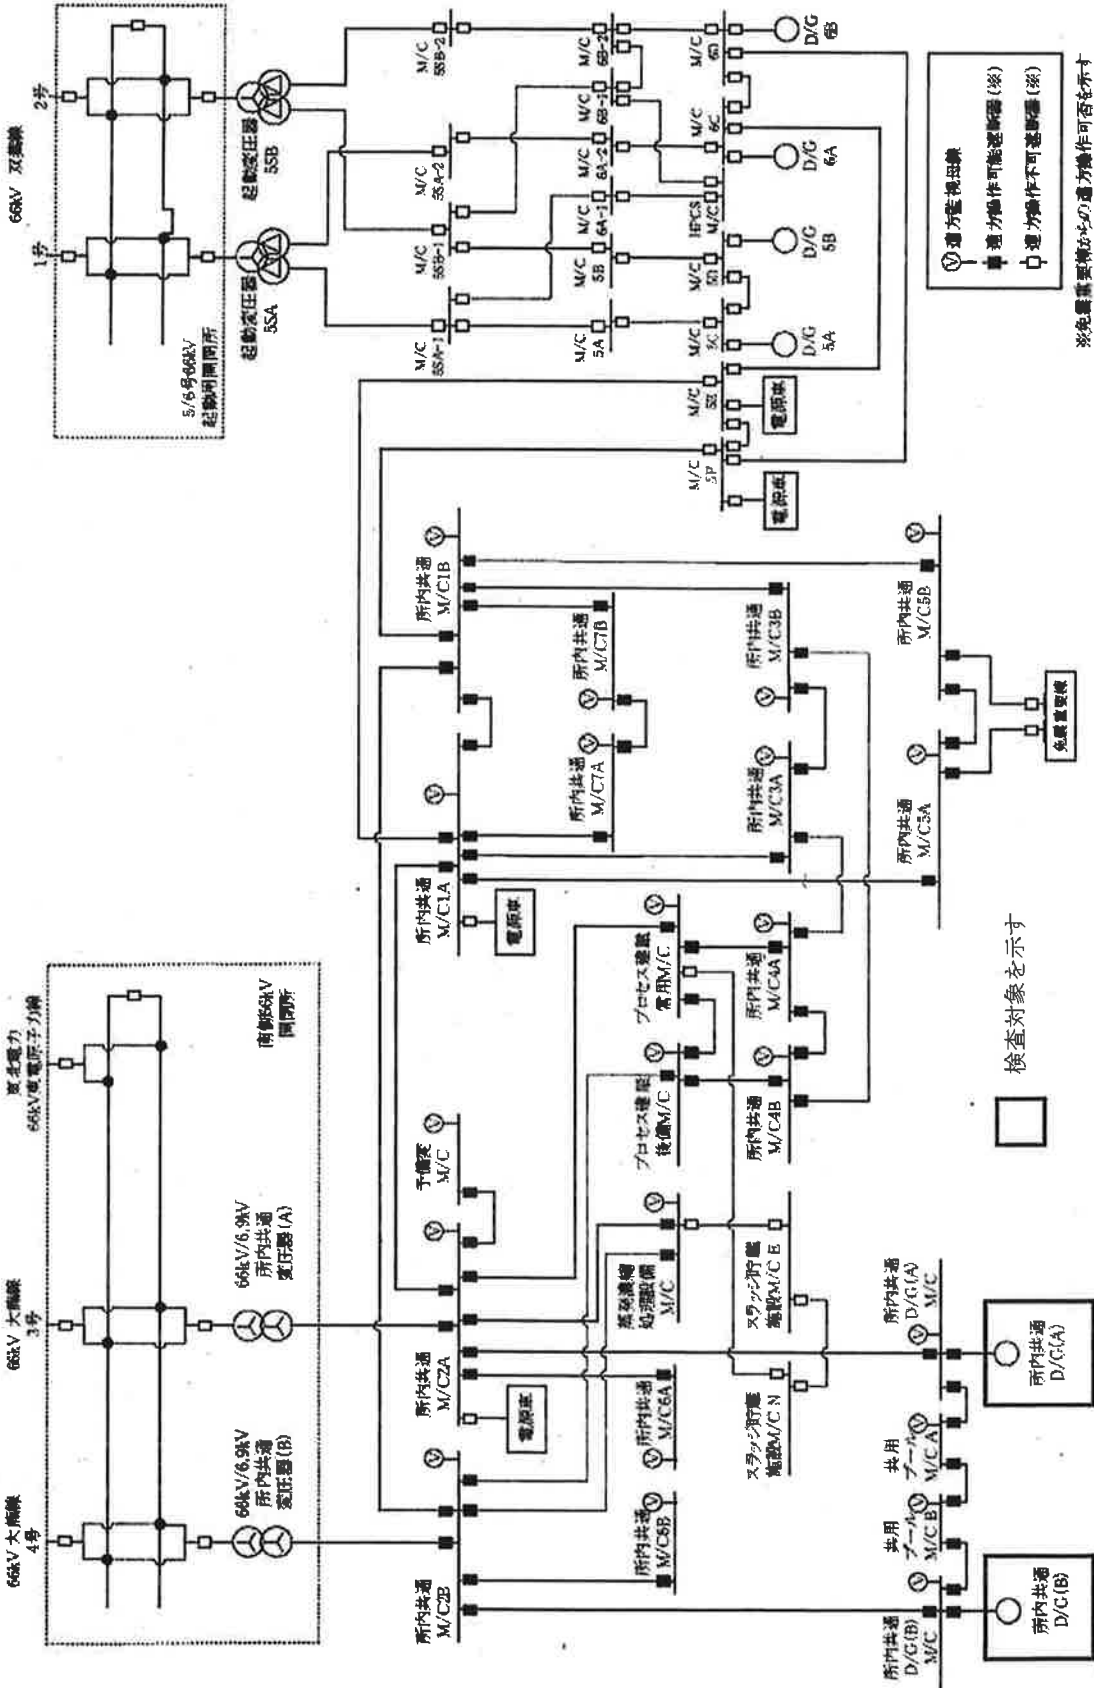 66kV 大熊線
4号
66kV 大熊線
3号
東北電力
66kV東電原子力線
66kV 双葉線
1号
2号
66kV/6.9kV
所内共通
変圧器(B)
66kV/6.9kV
所内共通
変圧器(A)
南側66kV
開閉所
5/6号66kV
起動用開閉所
起動変圧器
5SA
起動変圧器
5SB
所内共通
M/C2B
所内共通
M/C2A
電源車
予備変
M/C
所内共通
M/C1A
電源車
所内共通
M/C1B
M/C
5SA-1
M/C
5SB-1
M/C
5SA-2
M/C
5SB-2
M/C
5A
M/C
5B
M/C
6A-1
M/C
6A-2
M/C
6B-1
M/C
6B-2
所内共通
M/C7A
所内共通
M/C7B
所内共通
M/C6A
蒸発濃縮
処理設備
M/C
プロセス建屋
後備M/C
プロセス建屋
常用M/C
M/C
5F
M/C
5E
M/C
5C
M/C
5D
HPCS
M/C
M/C
6C
M/C
6D
電源車
電源車
D/G
5A
D/G
5B
D/G
6A
D/G
6B
スラッジ貯蔵
施設M/C N
スラッジ貯蔵
施設M/C E
所内共通
M/C4B
所内共通
M/C4A
所内共通
M/C3A
所内共通
M/C3B
所内共通
D/G(B)
M/C
共用
プール
M/C B
共用
プール
M/C A
所内共通
D/G(A)
M/C
所内共通
M/C5A
所内共通
M/C5B
所内共通
D/G(B)
所内共通
D/G(A)
免震重要棟
検査対象を示す
V 遠方監視母線
遠方操作可能遮断器(※)
遠方操作不可遮断器(※)
※免震重要棟からの遠方操作可否を示す